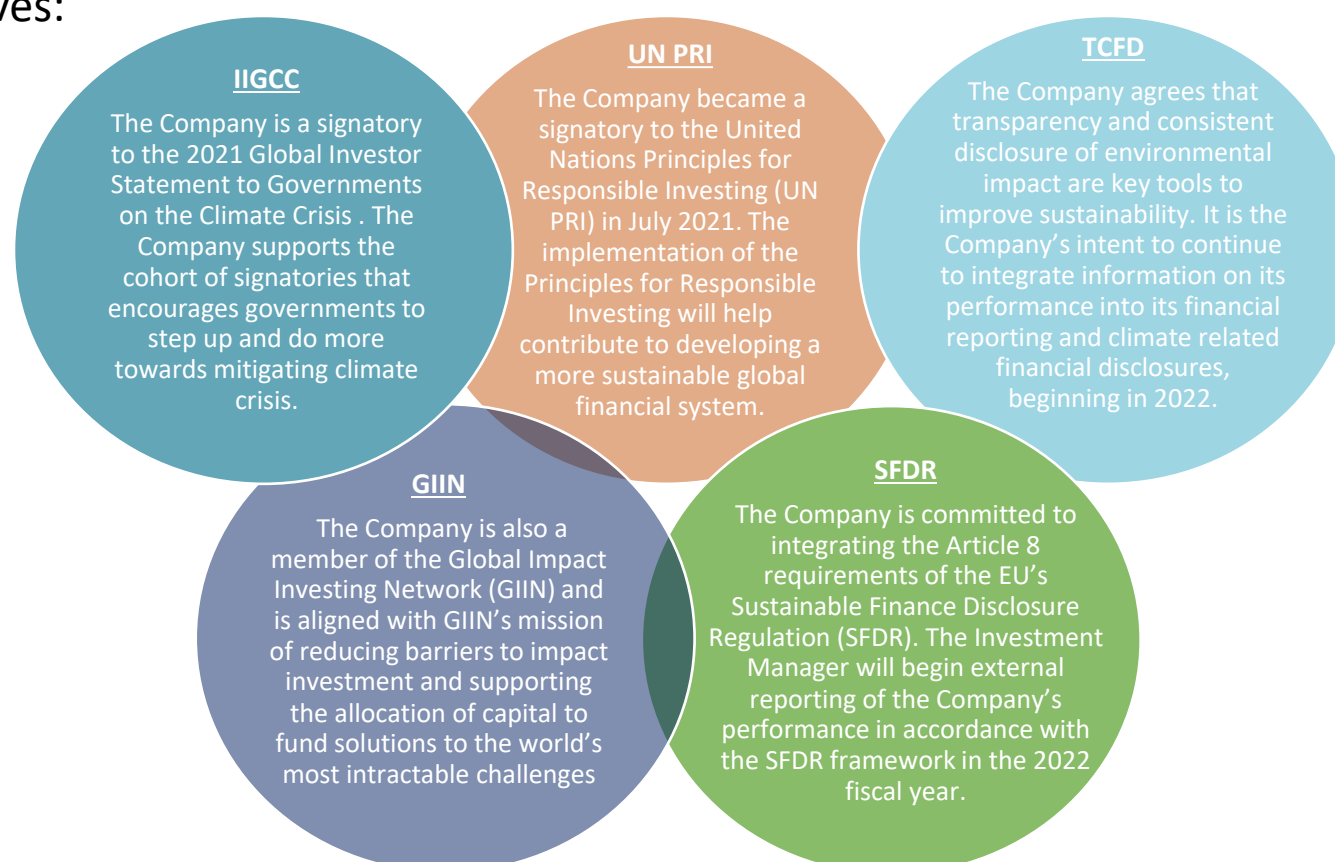 ves:
IIGCC
The Company is a signatory
to the 2021 Global Investor
Statement to Governments
on the Climate Crisis . The
Company supports the
cohort of signatories that
encourages governments to
step up and do more
towards mitigating climate
crisis.
UN PRI
The Company became a
signatory to the United
Nations Principles for
Responsible Investing (UN
PRI) in July 2021. The
implementation of the
Principles for Responsible
Investing will help
contribute to developing a
more sustainable global
financial system.
TCFD
The Company agrees that
transparency and consistent
disclosure of environmental
impact are key tools to
improve sustainability. It is the
Company’s intent to continue
to integrate information on its
performance into its financial
reporting and climate related
financial disclosures,
beginning in 2022.
GIIN
The Company is also a
member of the Global Impact
Investing Network (GIIN) and
is aligned with GIIN’s mission
of reducing barriers to impact
investment and supporting
the allocation of capital to
fund solutions to the world’s
most intractable challenges
SFDR
The Company is committed to
integrating the Article 8
requirements of the EU’s
Sustainable Finance Disclosure
Regulation (SFDR). The Investment
Manager will begin external
reporting of the Company’s
performance in accordance with
the SFDR framework in the 2022
fiscal year.